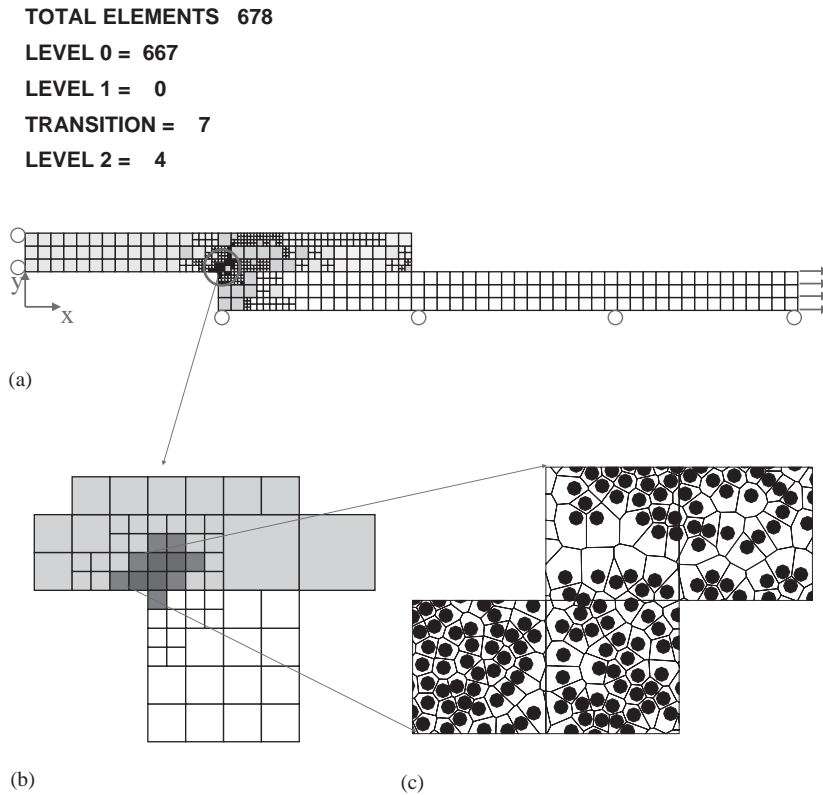 TOTAL ELEMENTS 678
LEVEL 0 = 667
LEVEL 1 = 0
TRANSITION = 7
LEVEL 2 = 4
y
x
(a)
(b)
(c)